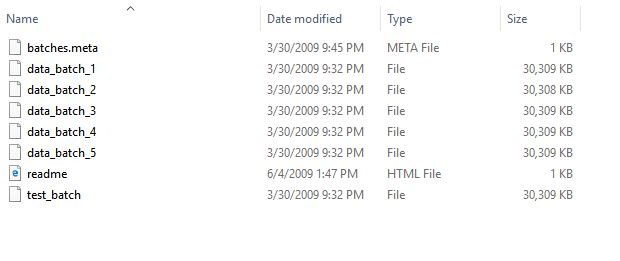 Name Date modified Type Size
batches.meta 3/30/2009 9:45 PM META File 1 KB
data_batch_1 3/30/2009 9:32 PM File 30,309 KB
data_batch_2 3/30/2009 9:32 PM File 30,308 KB
data_batch_3 3/30/2009 9:32 PM File 30,309 KB
data_batch_4 3/30/2009 9:32 PM File 30,309 KB
data_batch_5 3/30/2009 9:32 PM File 30,309 KB
readme 6/4/2009 1:47 PM HTML File 1 KB
test_batch 3/30/2009 9:32 PM File 30,309 KB